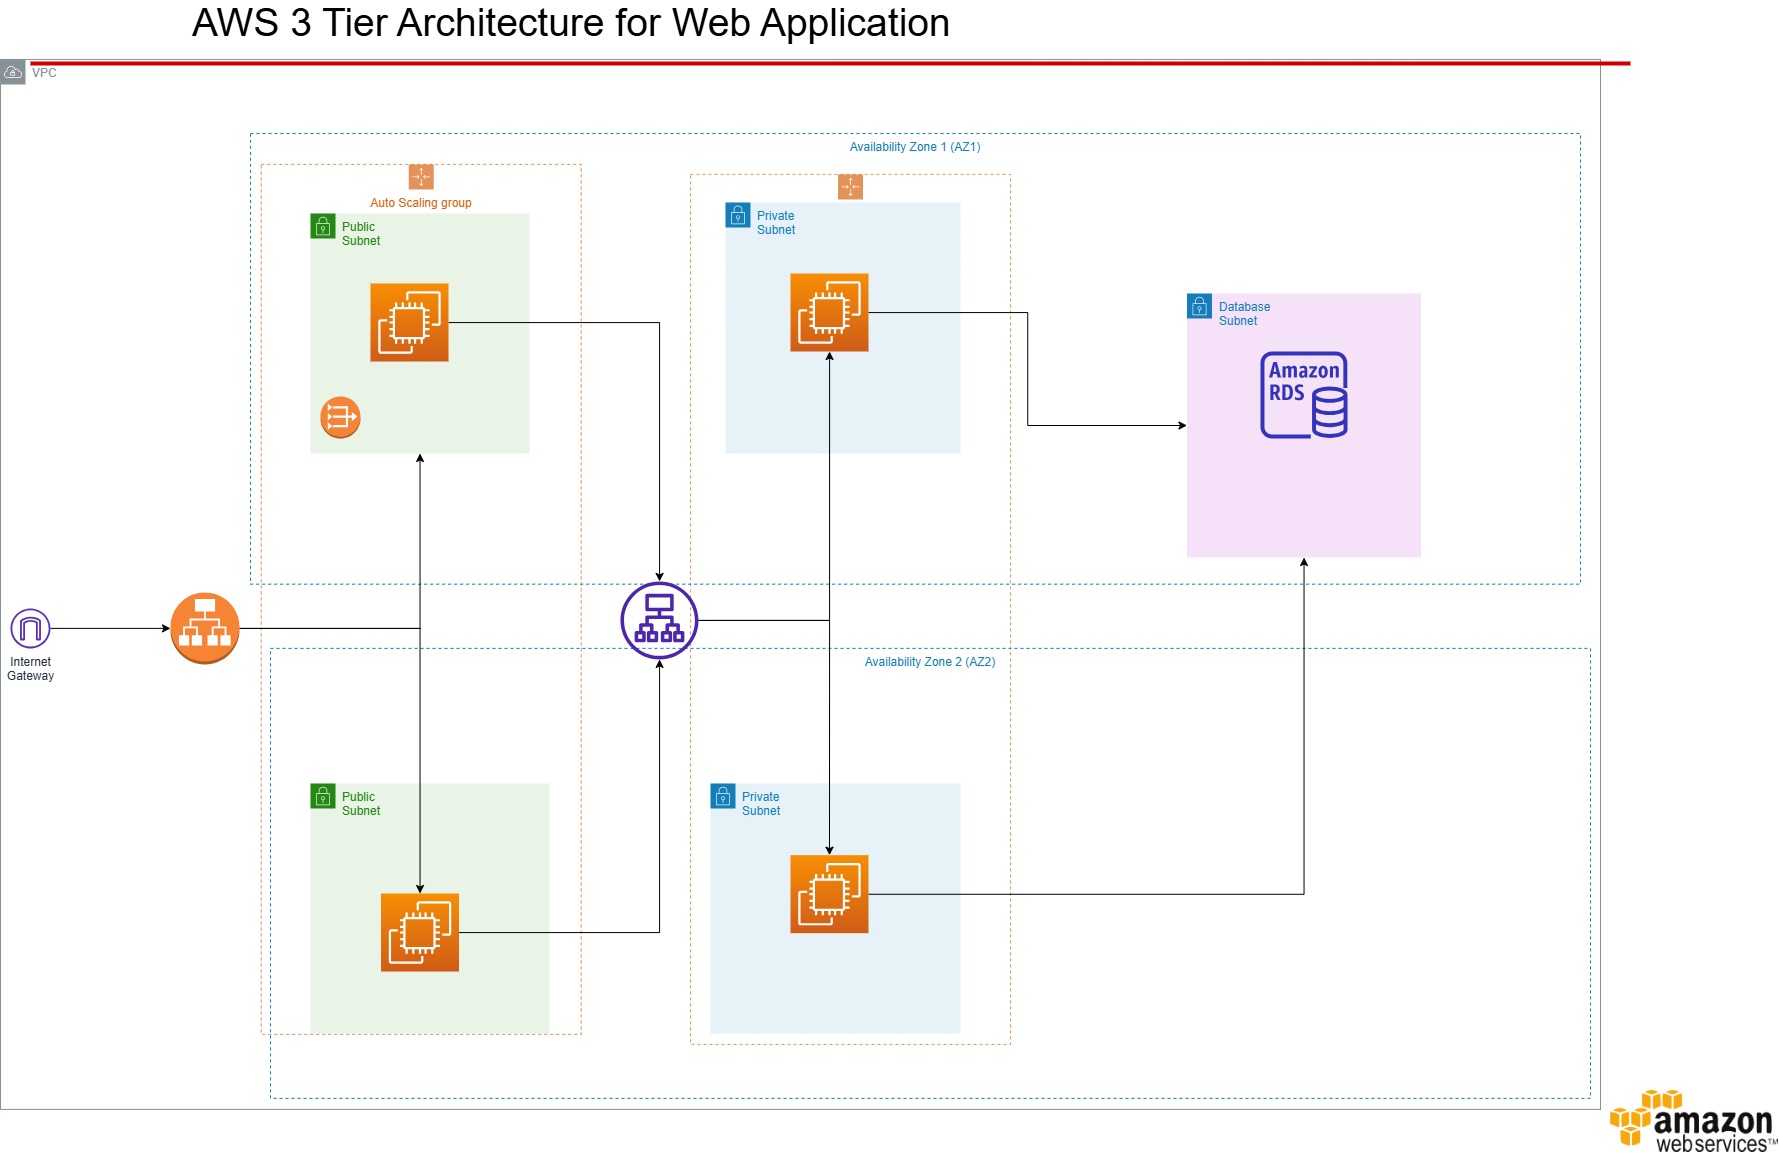 AWS 3 Tier Architecture for Web Application
VPC
Availability Zone 1 (AZ1)
Auto Scaling group
Public
Subnet
Private
Subnet
Database
Subnet
Amazon
RDS
Internet
Gateway
Availability Zone 2 (AZ2)
Public
Subnet
Private
Subnet
amazon
webservices™